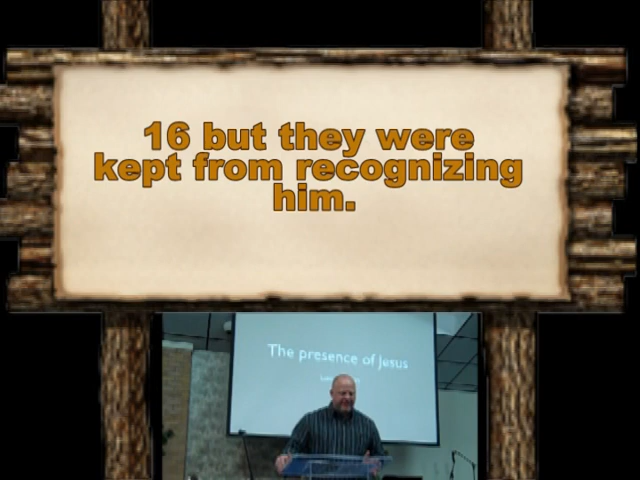 16 but they were
kept from recognizing
him.
The presence of Jesus